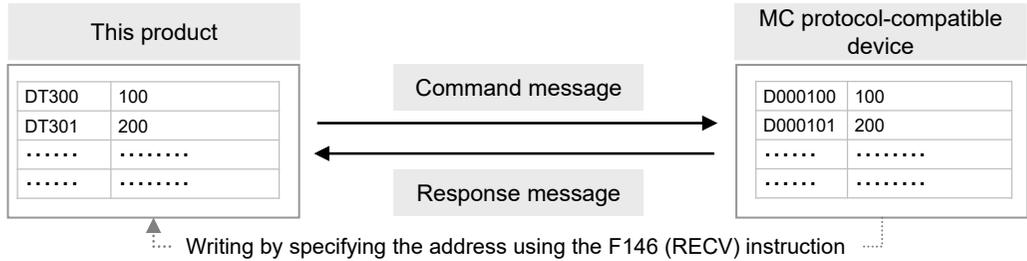 This product
MC protocol-compatible
device
DT300 100
DT301 200
...... ........
...... ........
Command message
Response message
D000100 100
D000101 200
...... ........
...... ........
Writing by specifying the address using the F146 (RECV) instruction